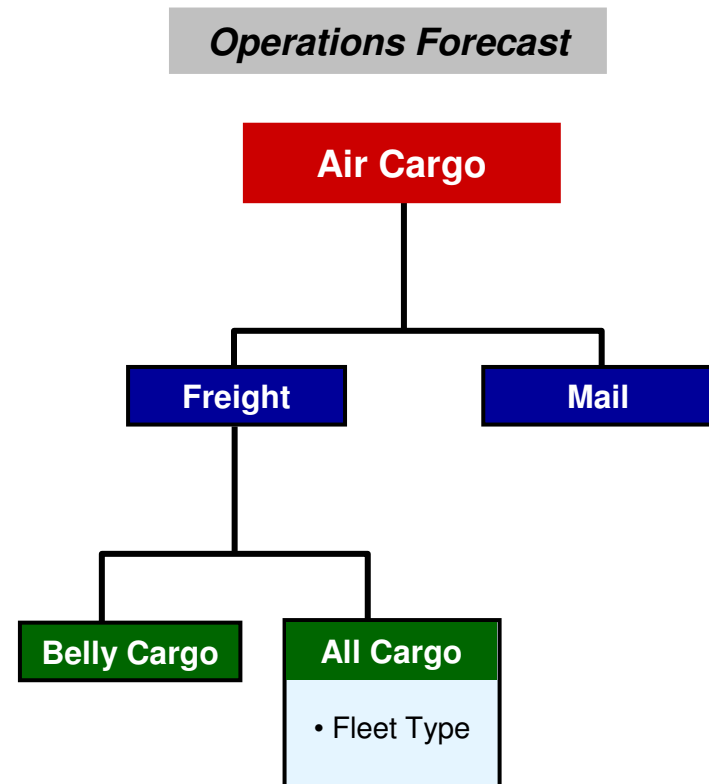 Operations Forecast
Air Cargo
Freight
Mail
Belly Cargo
All Cargo
• Fleet Type